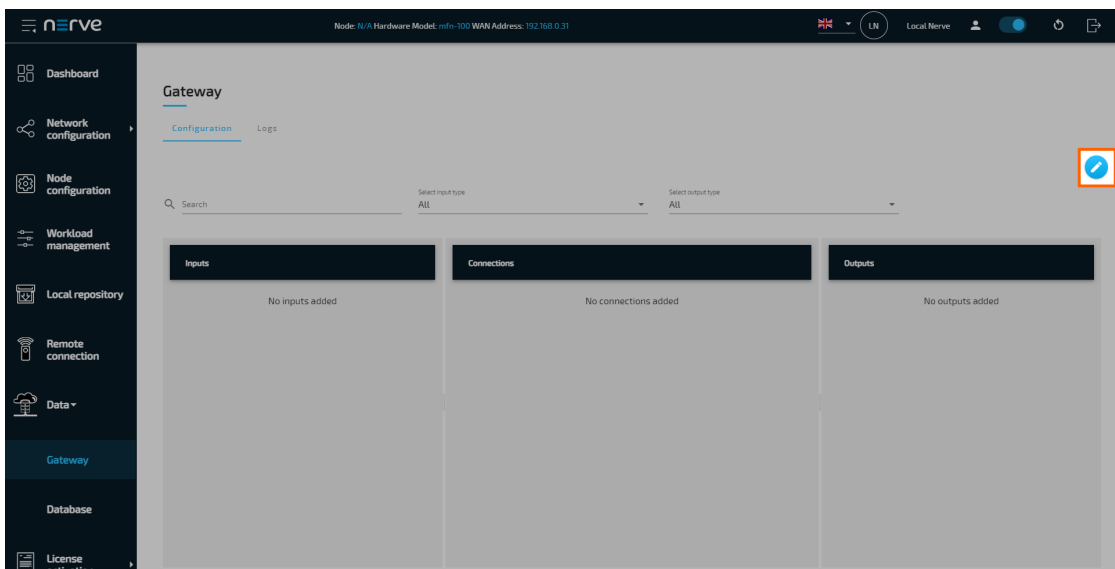 nerve
Node: N/A Hardware Model: mfn-100 WAN Address: 192.168.0.31
LN
Local Nerve
Dashboard
Network
configuration
Node
configuration
Workload
management
Local repository
Remote
connection
Data
Gateway
Database
License
Gateway
Configuration
Logs
Search
Select input type
All
Select output type
All
Inputs
Connections
Outputs
No inputs added
No connections added
No outputs added